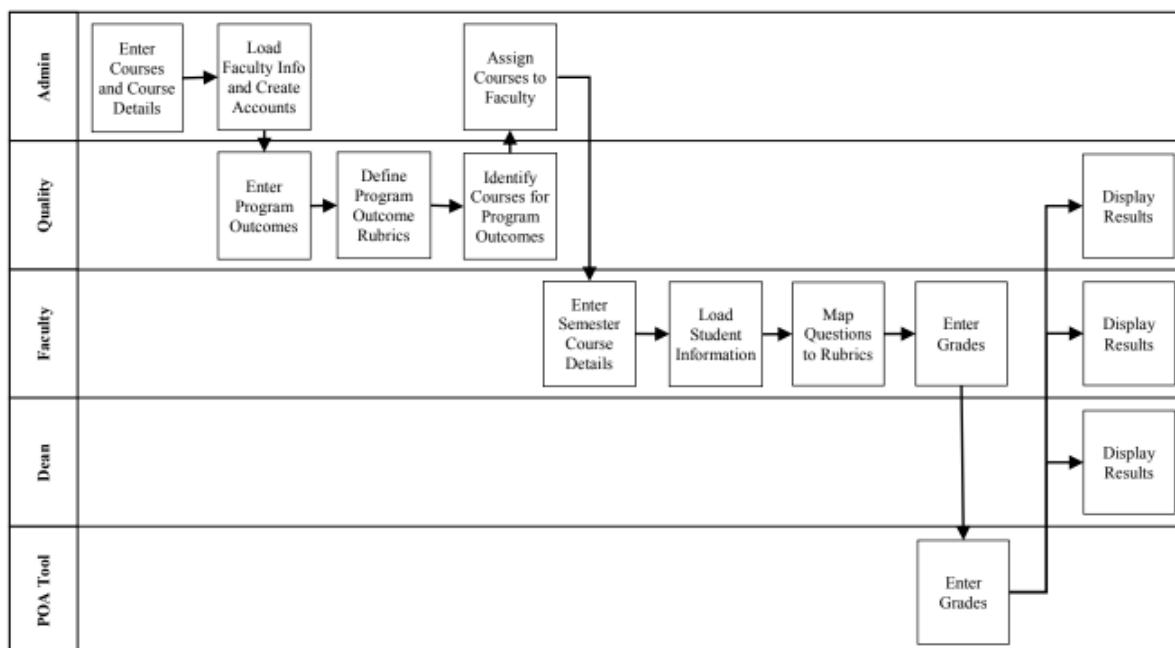 Admin
Enter
Courses
and Course
Details
Load
Faculty Info
and Create
Accounts
Assign
Courses to
Faculty
Quality
Enter
Program
Outcomes
Define
Program
Outcome
Rubrics
Identify
Courses for
Program
Outcomes
Display
Results
Faculty
Enter
Semester
Course
Details
Load
Student
Information
Map
Questions
to Rubrics
Enter
Grades
Display
Results
Dean
Display
Results
POA Tool
Enter
Grades